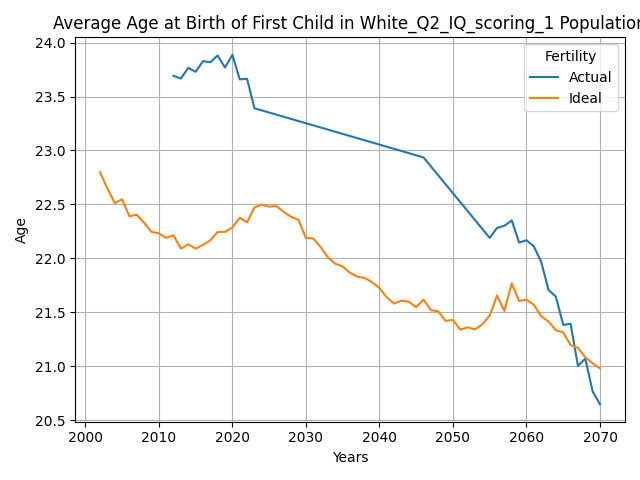 Average Age at Birth of First Child in White_Q2_IQ_scoring_1 Population
24.0
23.5
23.0
22.5
22.0
21.5
21.0
20.5
Age
Fertility
Actual
Ideal
2000 2010 2020 2030 2040 2050 2060 2070
Years